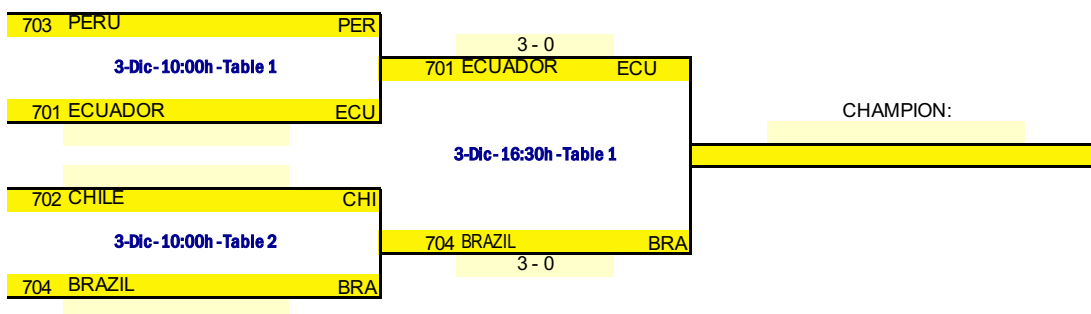 703 PERU PER
3-Dic- 10:00h -Table 1
701 ECUADOR ECU
702 CHILE CHI
3-Dic- 10:00h -Table 2
704 BRAZIL BRA
3 - 0
701 ECUADOR ECU
3-Dic- 16:30h -Table 1
704 BRAZIL BRA
3 - 0
CHAMPION: